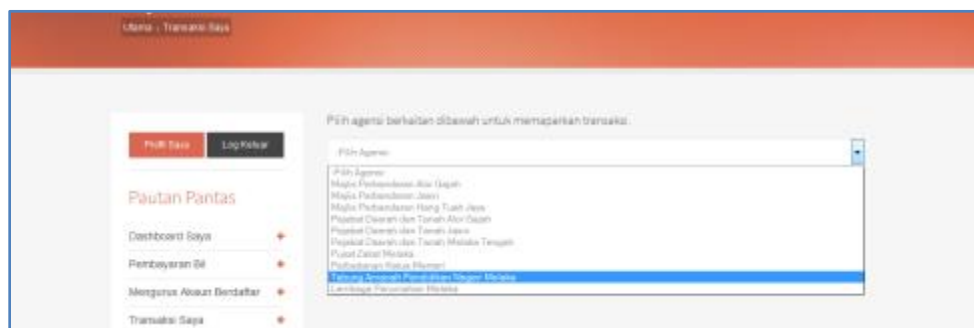 Utama › Transaksi Saya
Pilih agensi berkaitan dibawah untuk memaparkan transaksi.
Profil Saya
Log Keluar
Pilih Agensi
Pilih Agensi
Majlis Perbandaran Alor Gajah
Majlis Perbandaran Jasin
Majlis Perbandaran Hang Tuah Jaya
Pejabat Daerah dan Tanah Alor Gajah
Pejabat Daerah dan Tanah Jasin
Pejabat Daerah dan Tanah Melaka Tengah
Pusat Zakat Melaka
Perbadanan Ketua Menteri
Tabung Amanah Pendidikan Negeri Melaka
Lembaga Perumahan Melaka
Pautan Pantas
Dashboard Saya
Pembayaran Bil
Mengurus Akaun Berdaftar
Transaksi Saya